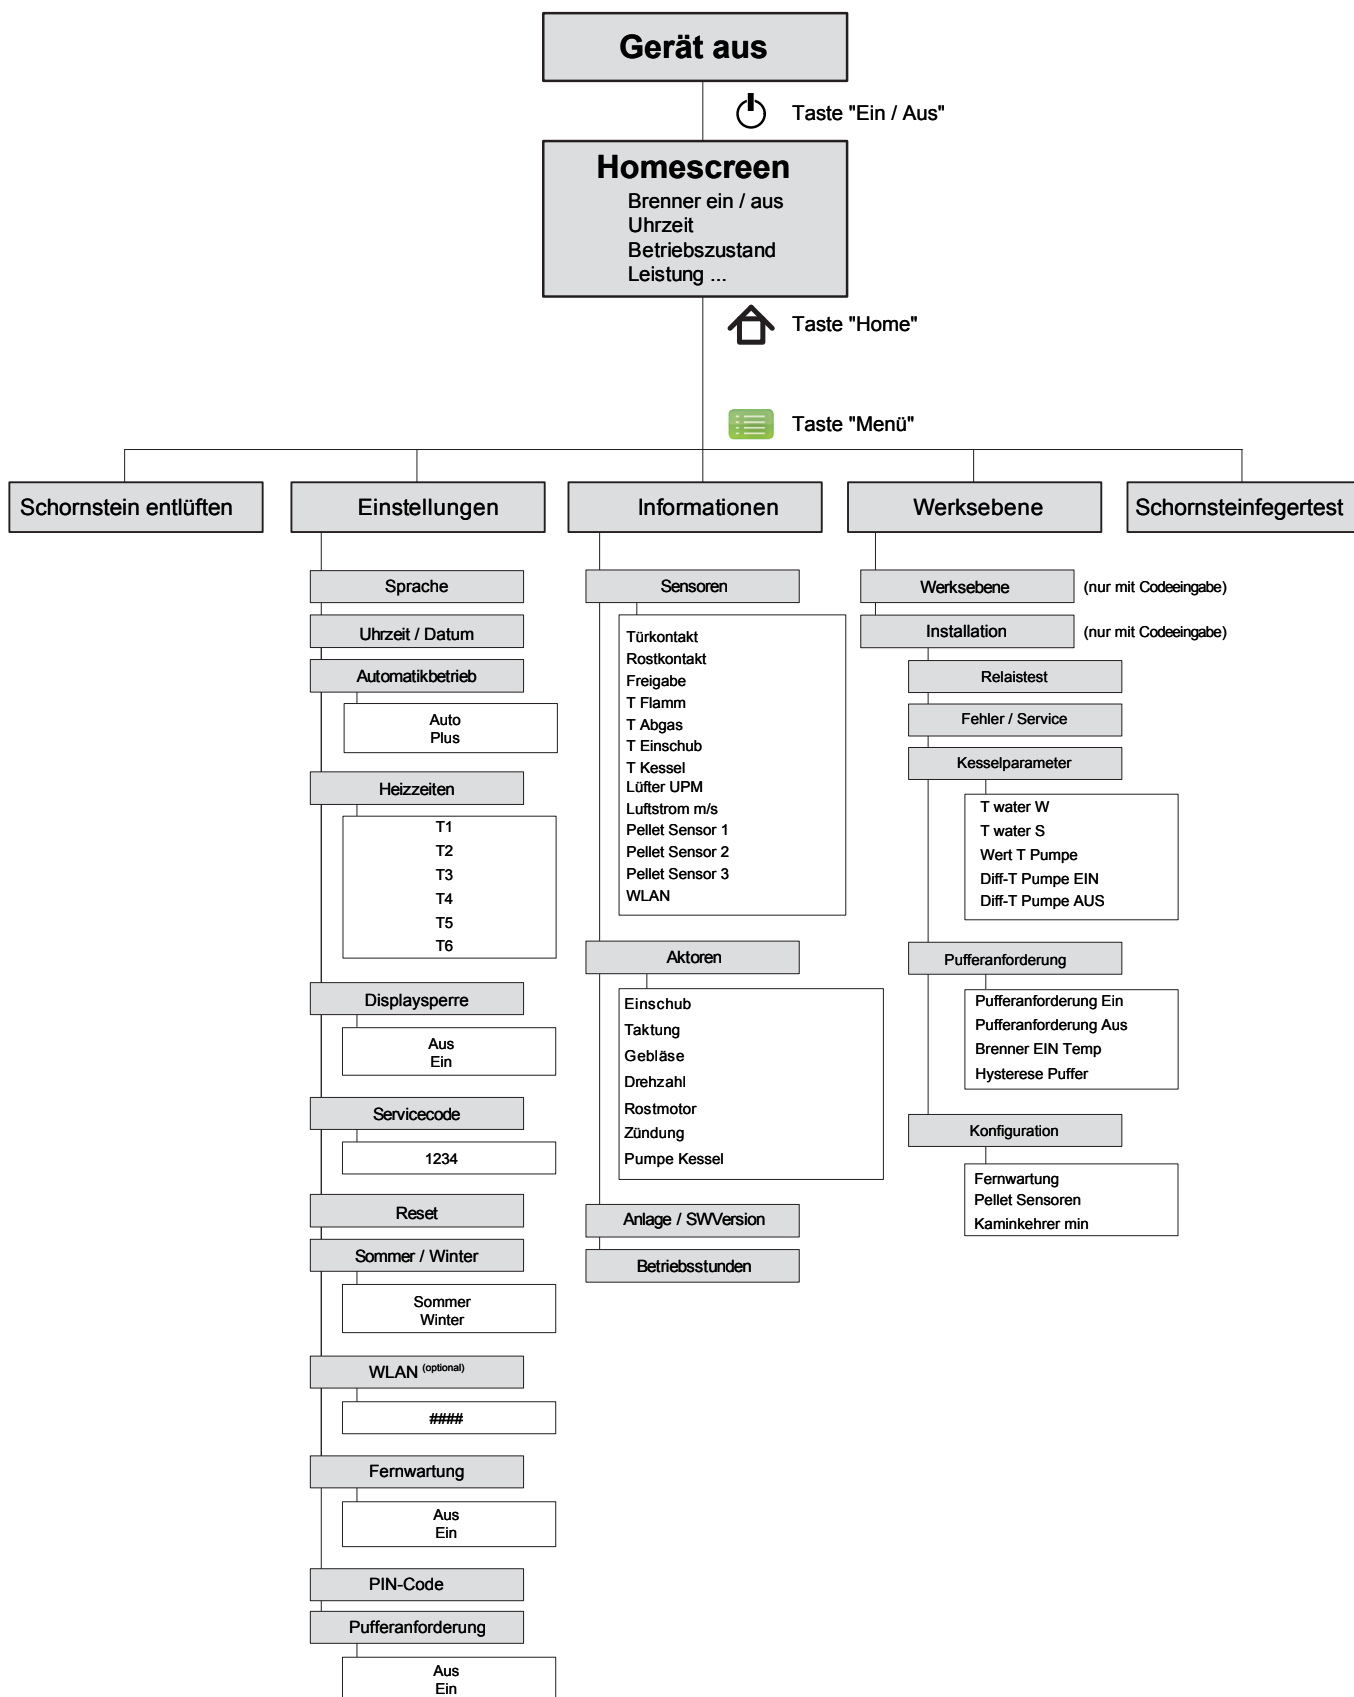 Gerät aus
Taste "Ein / Aus"
Homescreen
Brenner ein / aus
Uhrzeit
Betriebszustand
Leistung ...
Taste "Home"
Taste "Menü"
Schornstein entlüften
Einstellungen
Informationen
Werksebene
Schornsteinfegertest
Sprache
Uhrzeit / Datum
Automatikbetrieb
Auto
Plus
Heizzeiten
T1
T2
T3
T4
T5
T6
Displaysperre
Aus
Ein
Servicecode
1234
Reset
Sommer / Winter
Sommer
Winter
WLAN (optional)
####
Fernwartung
Aus
Ein
PIN-Code
Pufferanforderung
Aus
Ein
Sensoren
Türkontakt
Rostkontakt
Freigabe
T Flamm
T Abgas
T Einschub
T Kessel
Lüfter UPM
Luftstrom m/s
Pellet Sensor 1
Pellet Sensor 2
Pellet Sensor 3
WLAN
Aktoren
Einschub
Taktung
Gebläse
Drehzahl
Rostmotor
Zündung
Pumpe Kessel
Anlage / SWVersion
Betriebsstunden
Werksebene (nur mit Codeeingabe)
Installation (nur mit Codeeingabe)
Relaistest
Fehler / Service
Kesselparameter
T water W
T water S
Wert T Pumpe
Diff-T Pumpe EIN
Diff-T Pumpe AUS
Pufferanforderung
Pufferanforderung Ein
Pufferanforderung Aus
Brenner EIN Temp
Hysterese Puffer
Konfiguration
Fernwartung
Pellet Sensoren
Kaminkehrer min